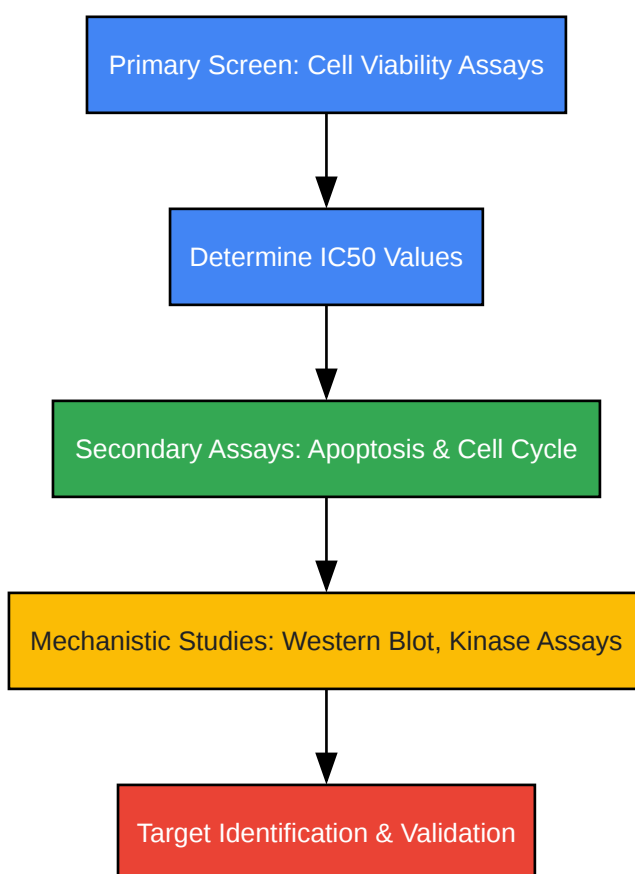 Primary Screen: Cell Viability Assays
Determine IC50 Values
Secondary Assays: Apoptosis & Cell Cycle
Mechanistic Studies: Western Blot, Kinase Assays
Target Identification & Validation